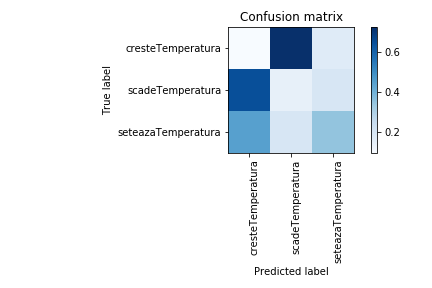 Confusion matrix
True label
cresteTemperatura
scadeTemperatura
seteazaTemperatura
cresteTemperatura
scadeTemperatura
seteazaTemperatura
Predicted label
0.6
0.4
0.2